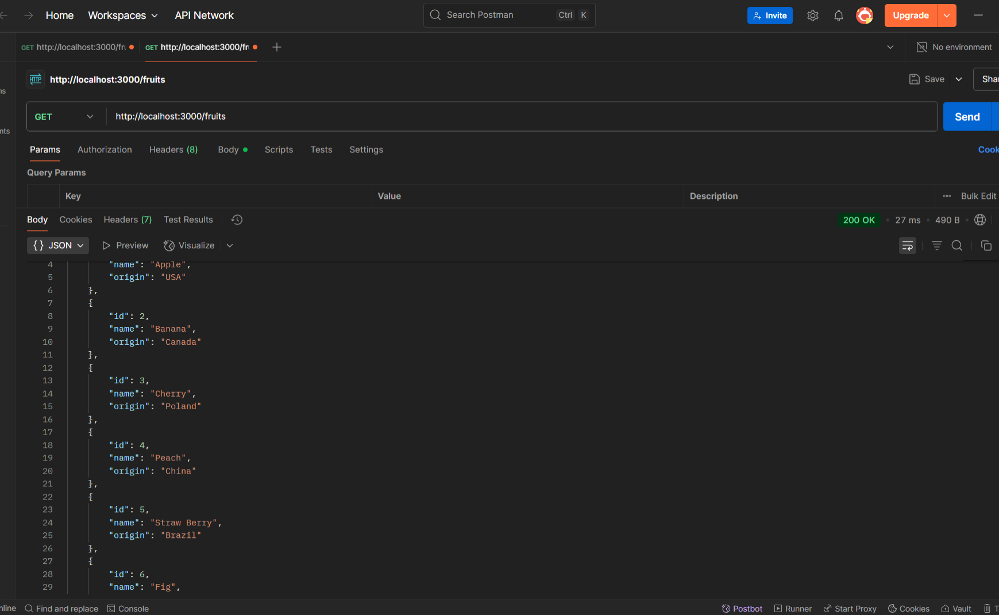 Home Workspaces API Network Search Postman Ctrl K Invite Upgrade
GET http://localhost:3000/fru GET http://localhost:3000/fr No environment
HTTP http://localhost:3000/fruits Save Shar
ns
GET http://localhost:3000/fruits Send
nts
Params Authorization Headers (8) Body Scripts Tests Settings Cook
Query Params
Key Value Description Bulk Edit
Body Cookies Headers (7) Test Results 200 OK 27 ms 490 B
{} JSON Preview Visualize
4 "name": "Apple",
5 "origin": "USA"
6 },
7 {
8 "id": 2,
9 "name": "Banana",
10 "origin": "Canada"
11 },
12 {
13 "id": 3,
14 "name": "Cherry",
15 "origin": "Poland"
16 },
17 {
18 "id": 4,
19 "name": "Peach",
20 "origin": "China"
21 },
22 {
23 "id": 5,
24 "name": "Straw Berry",
25 "origin": "Brazil"
26 },
27 {
28 "id": 6,
29 "name": "Fig",
nline Find and replace Console Postbot Runner Start Proxy Cookies Vault T